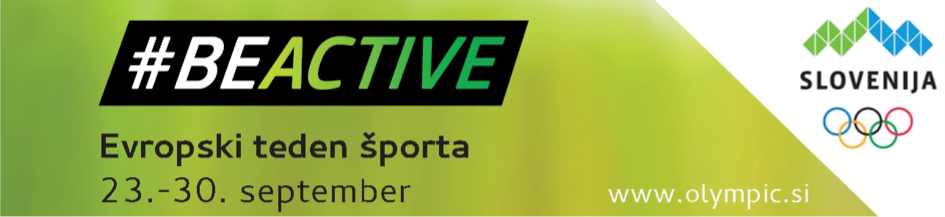 #BEACTIVE
Evropski teden športa
23.-30. september
SLOVENIJA
www.olympic.si